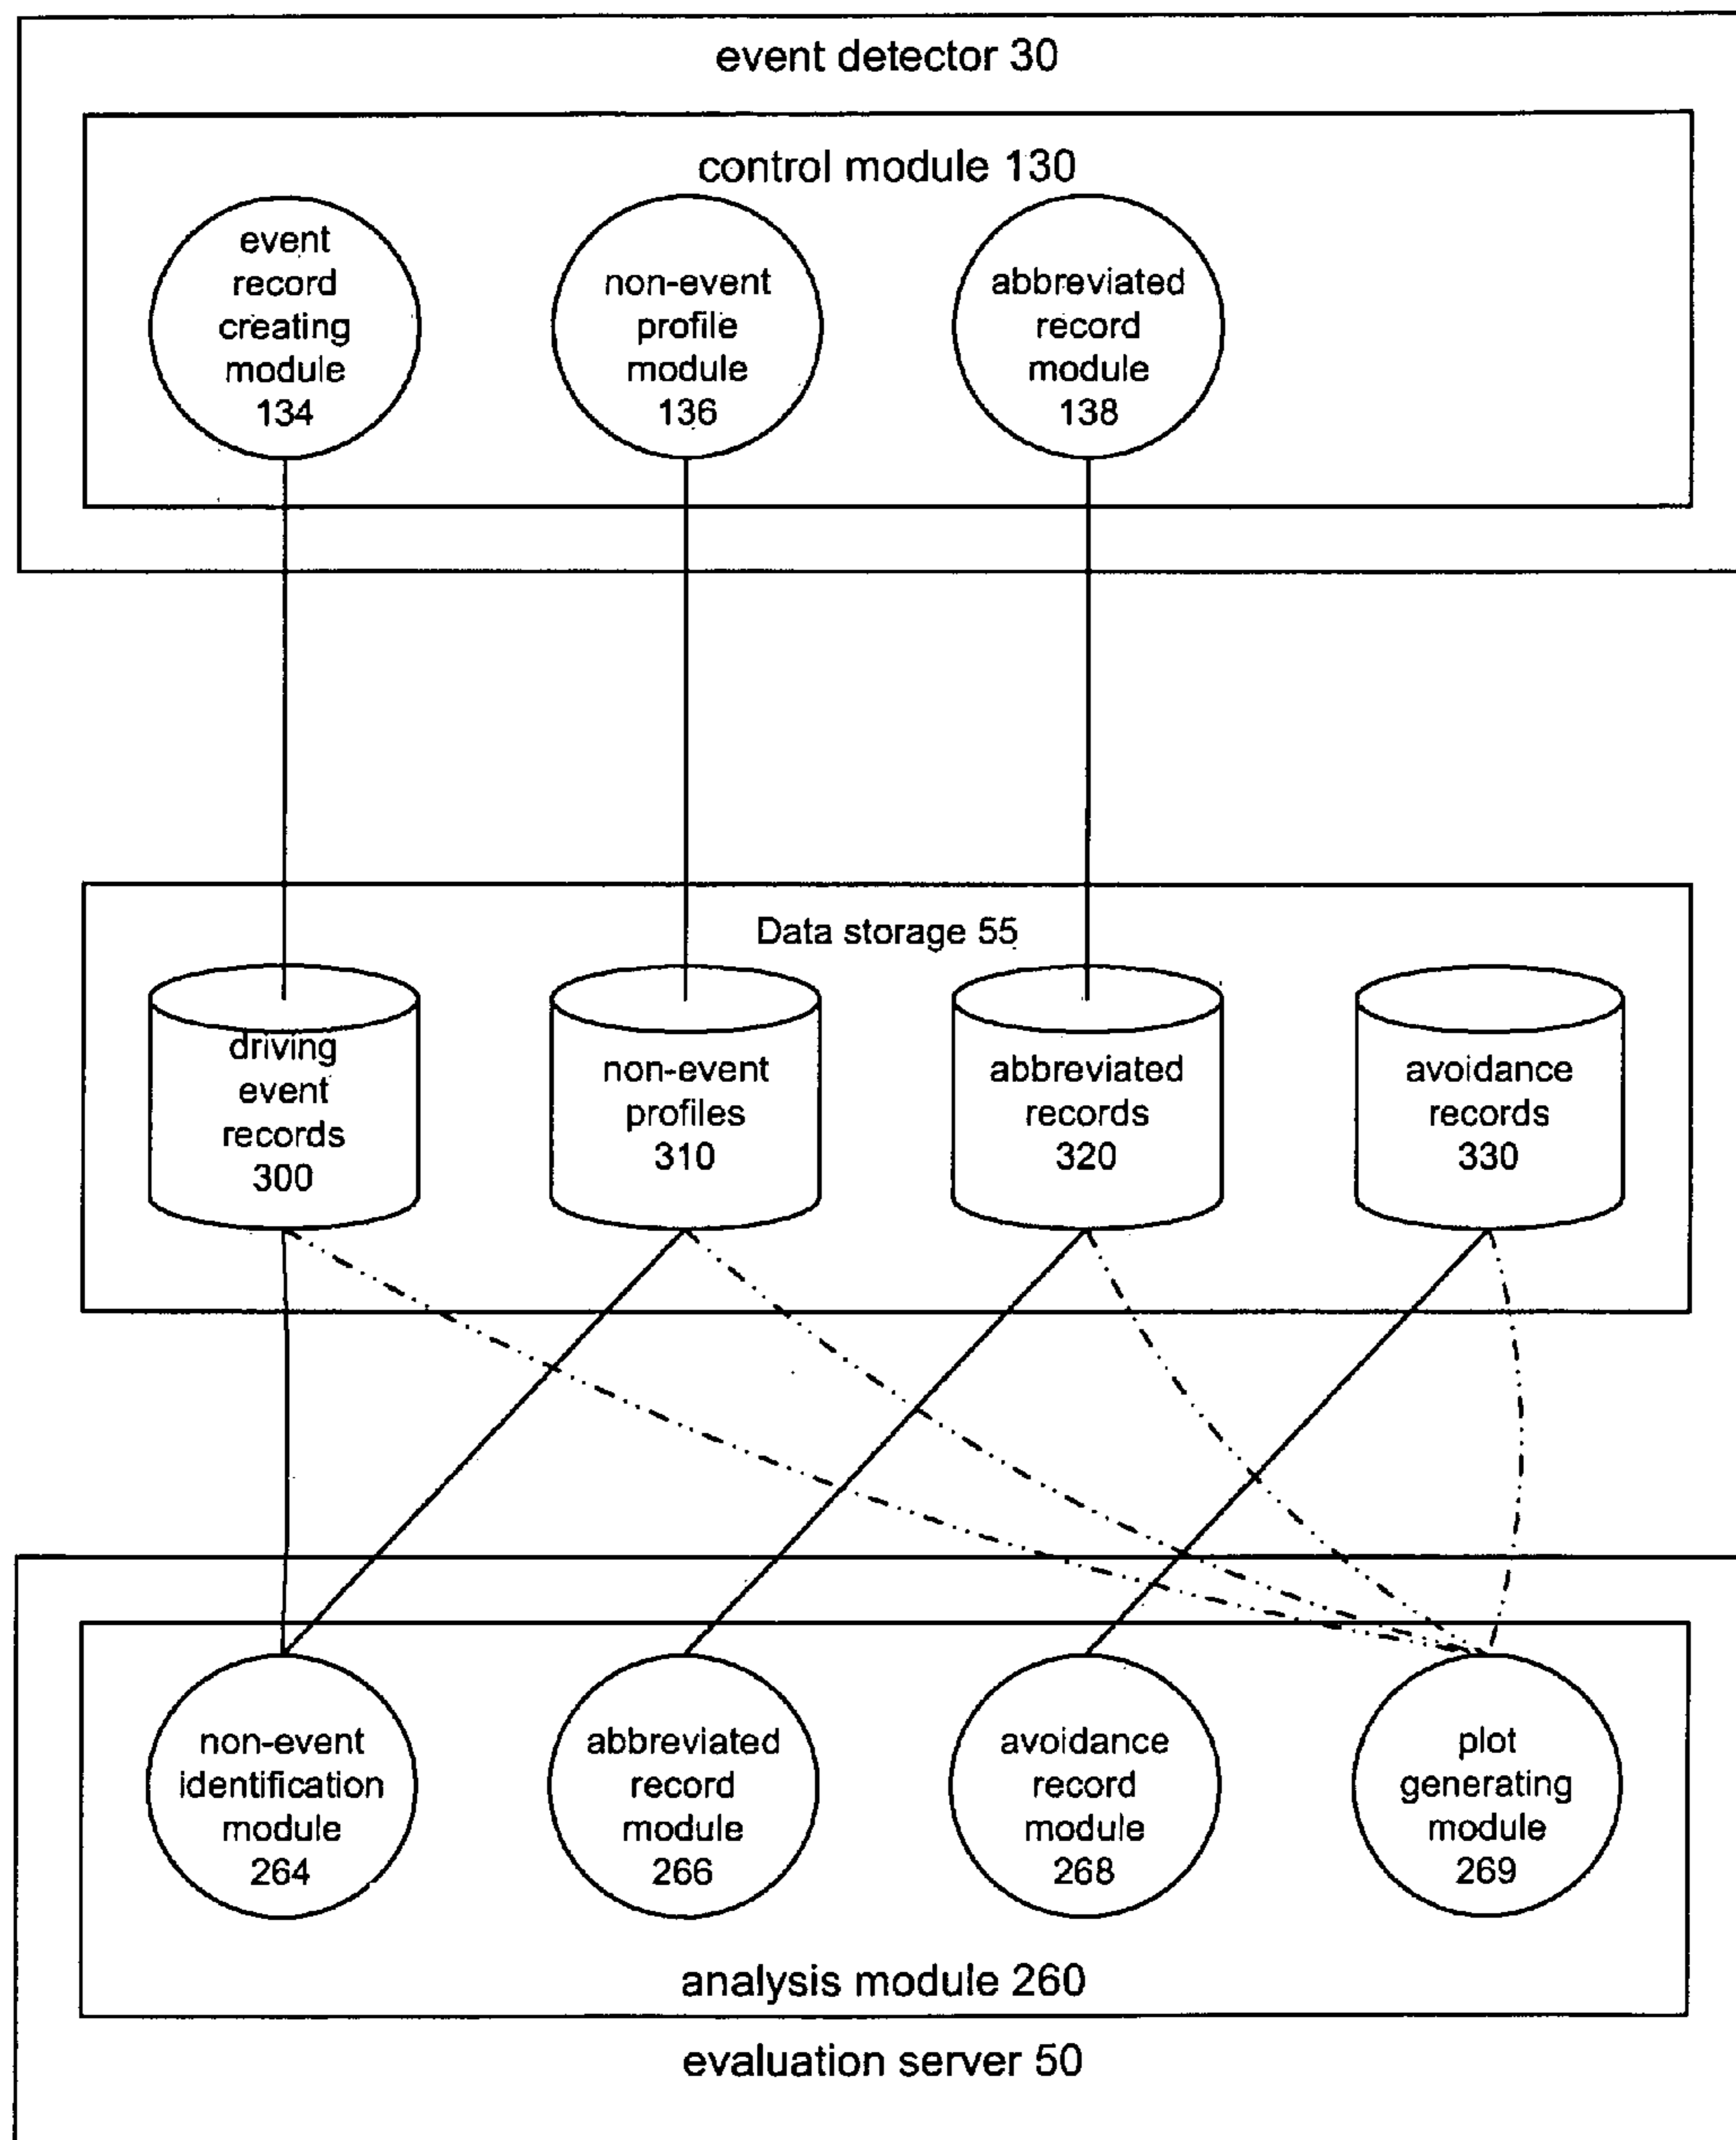 event detector 30
control module 130
event
record
creating
module
134
non-event
profile
module
136
abbreviated
record
module
138
Data storage 55
driving
event
records
300
non-event
profiles
310
abbreviated
records
320
avoidance
records
330
non-event
identification
module
264
abbreviated
record
module
266
avoidance
record
module
268
plot
generating
module
269
analysis module 260
evaluation server 50